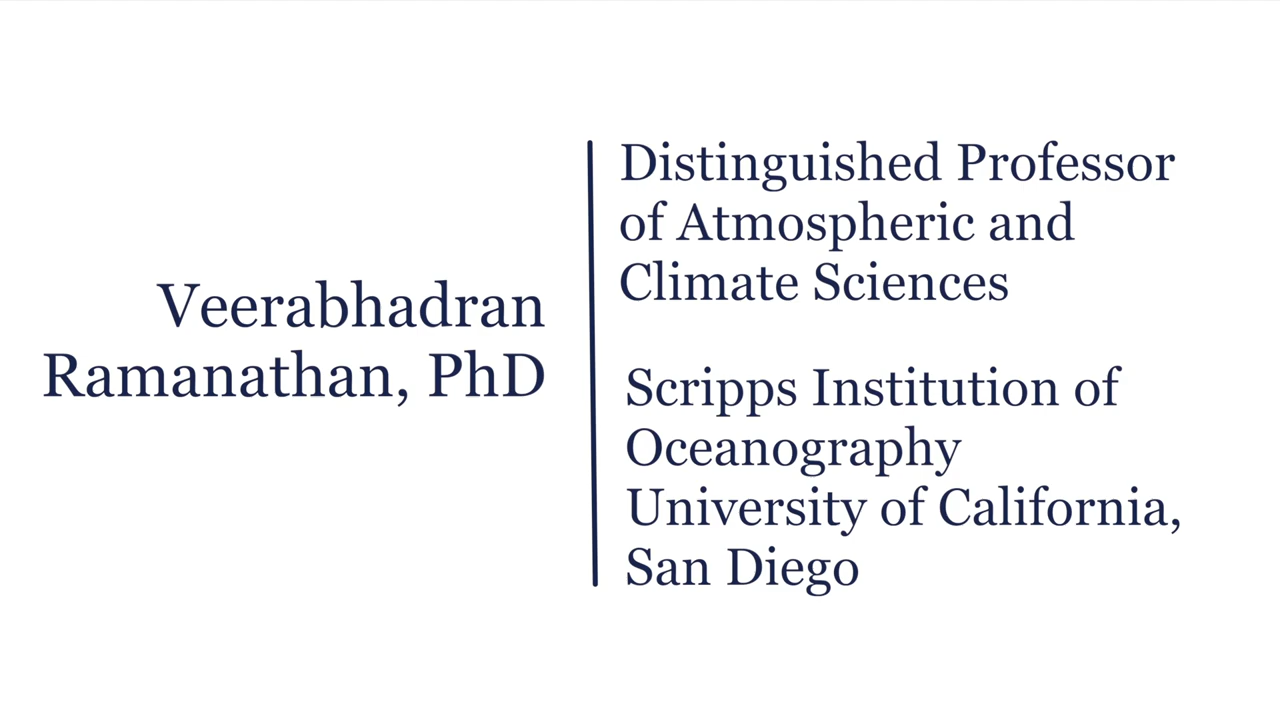 Veerabhadran
Ramanathan, PhD
Distinguished Professor
of Atmospheric and
Climate Sciences
Scripps Institution of
Oceanography
University of California,
San Diego